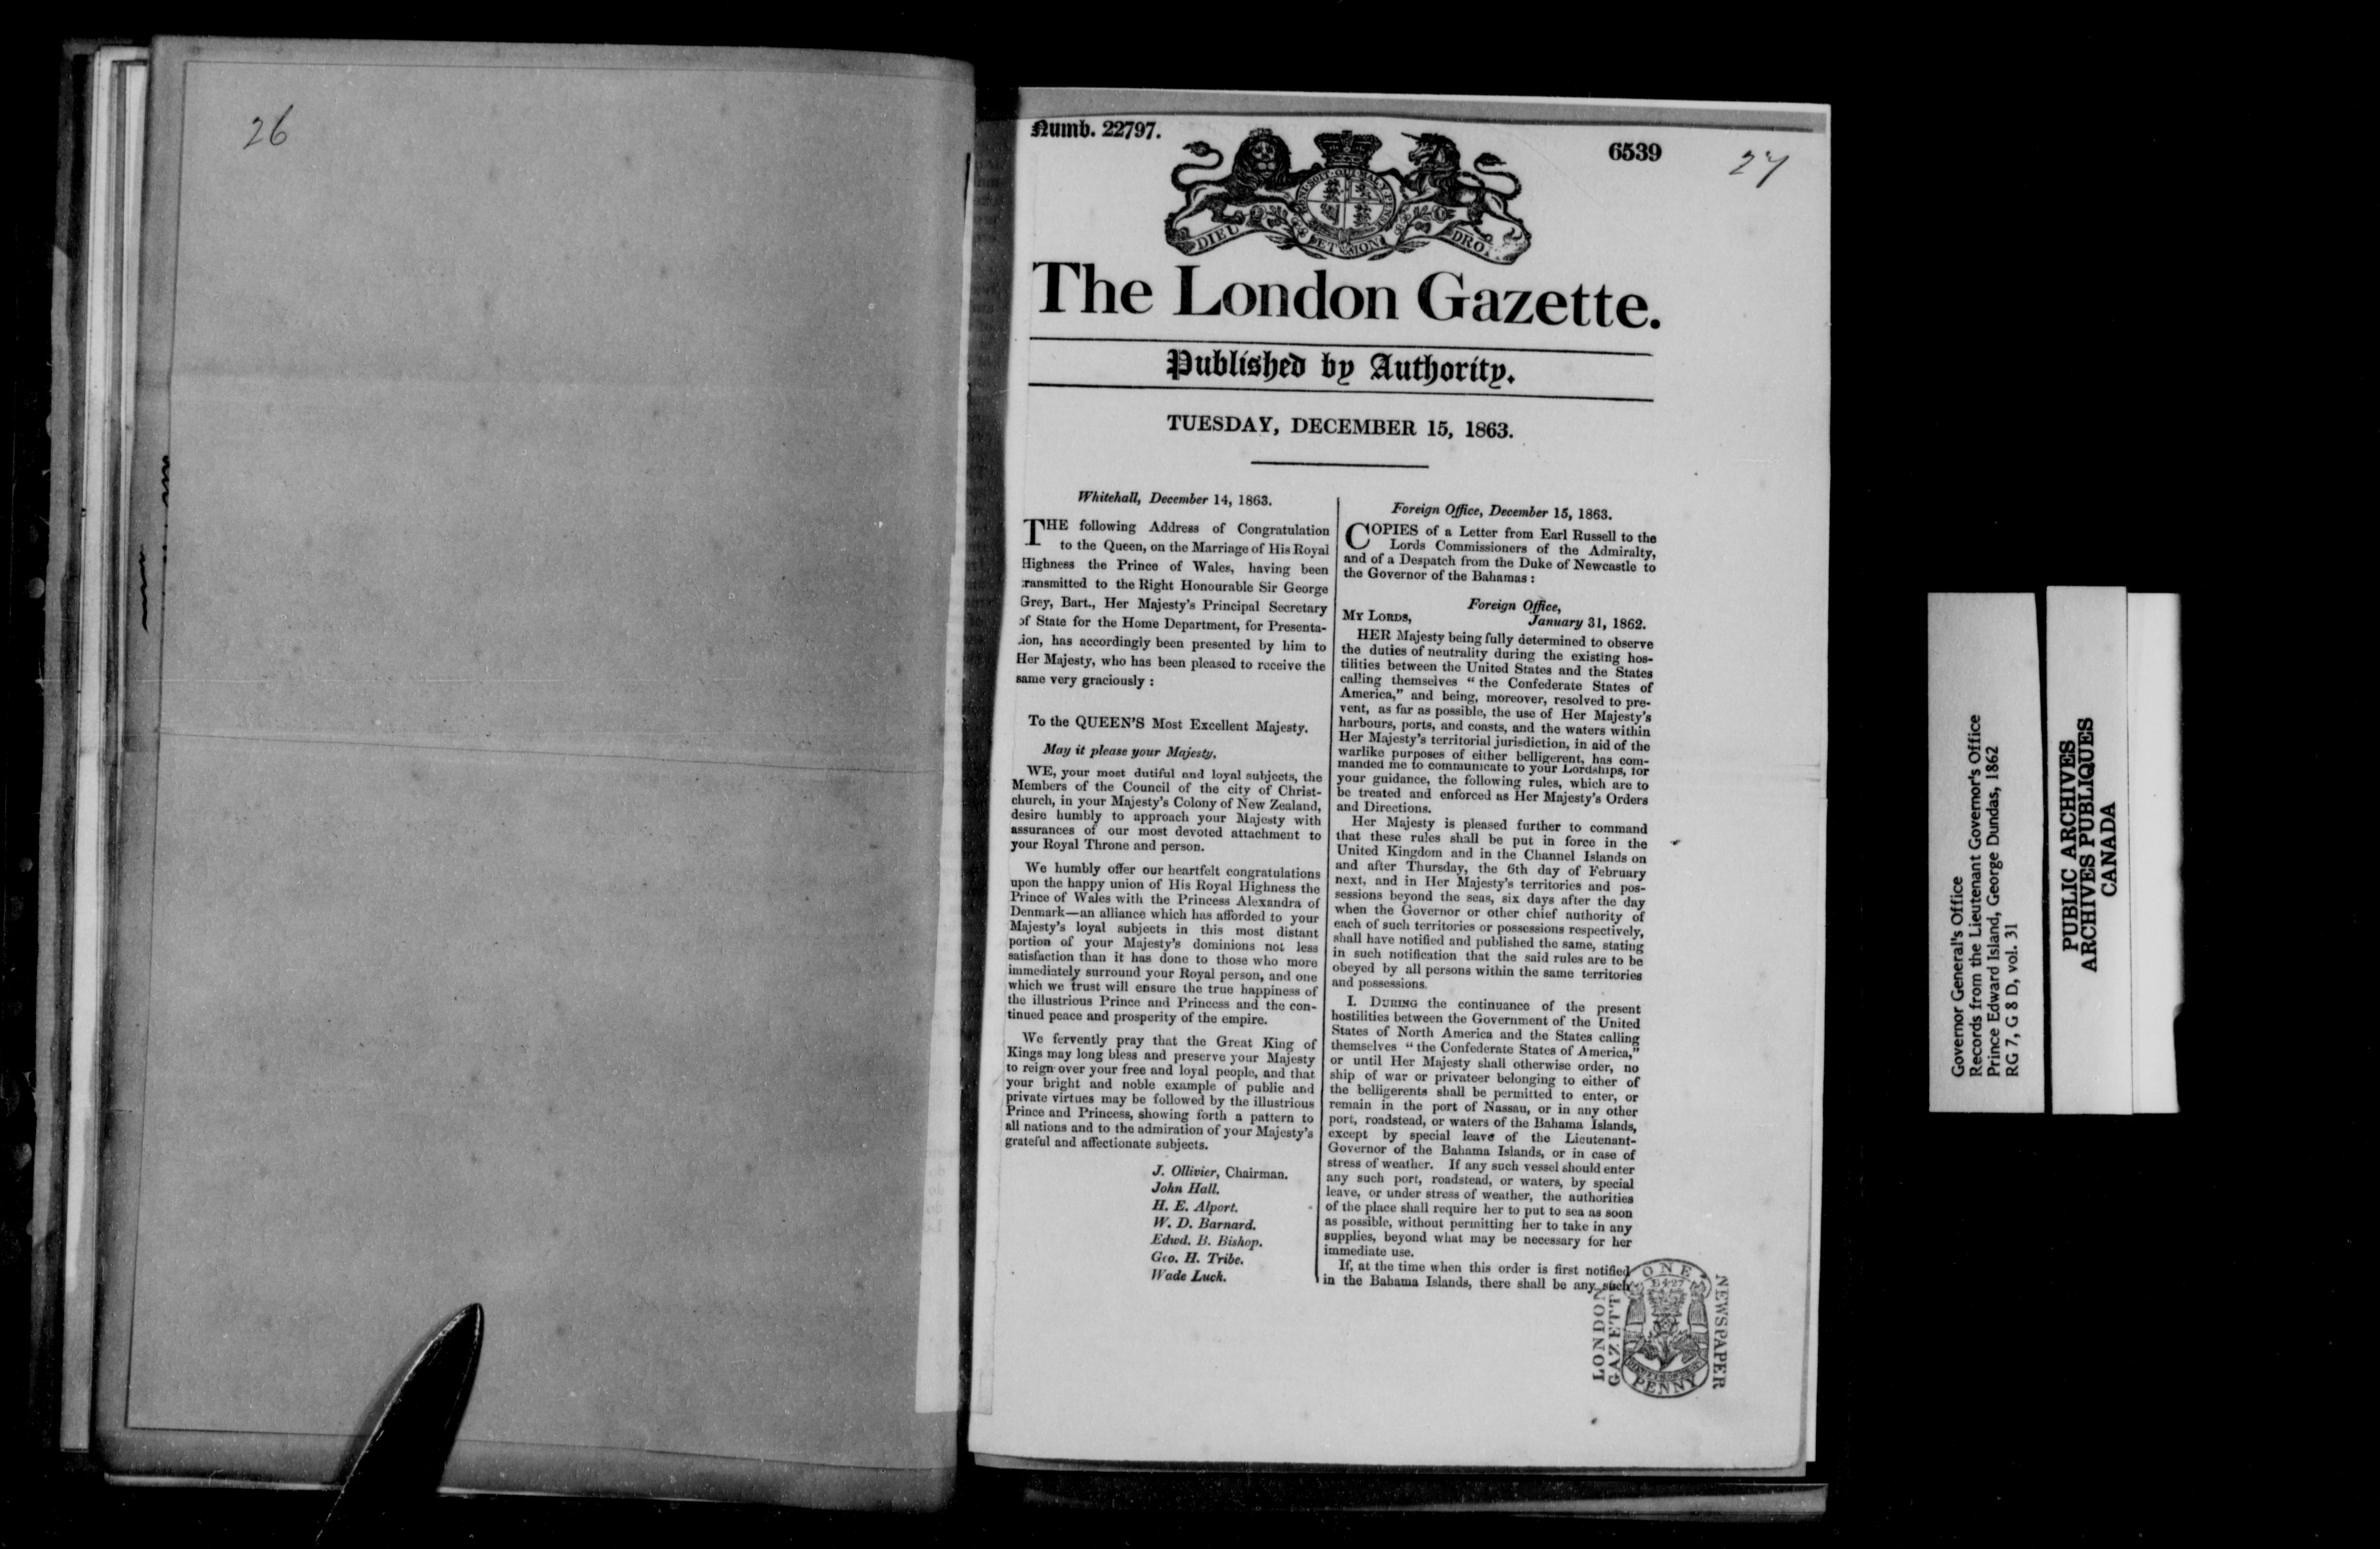 26
Numb. 22797.
6539
27
DIEU ET MON DROIT
The London Gazette.
Published by Authority.
TUESDAY, DECEMBER 15, 1863.
Whitehall, December 14, 1863.
THE following Address of Congratulation
to the Queen, on the Marriage of His Royal
Highness the Prince of Wales, having been
transmitted to the Right Honourable Sir George
Grey, Bart., Her Majesty's Principal Secretary
of State for the Home Department, for Presenta-
tion, has accordingly been presented by him to
Her Majesty, who has been pleased to receive the
same very graciously :
To the QUEEN'S Most Excellent Majesty.
May it please your Majesty,
WE, your most dutiful and loyal subjects, the
Members of the Council of the city of Christ-
church, in your Majesty's Colony of New Zealand,
desire humbly to approach your Majesty with
assurances of our most devoted attachment to
your Royal Throne and person.
We humbly offer our heartfelt congratulations
upon the happy union of His Royal Highness the
Prince of Wales with the Princess Alexandra of
Denmark—an alliance which has afforded to your
Majesty's loyal subjects in this most distant
portion of your Majesty's dominions not less
satisfaction than it has done to those who more
immediately surround your Royal person, and one
which we trust will ensure the true happiness of
the illustrious Prince and Princess and the con-
tinued peace and prosperity of the empire.
We fervently pray that the Great King of
Kings may long bless and preserve your Majesty
to reign over your free and loyal people, and that
your bright and noble example of public and
private virtues may be followed by the illustrious
Prince and Princess, showing forth a pattern to
all nations and to the admiration of your Majesty's
grateful and affectionate subjects.
J. Ollivier, Chairman.
John Hall.
H. E. Alport.
W. D. Barnard.
Edwd. B. Bishop.
Geo. H. Tribe.
Wade Luck.
Foreign Office, December 15, 1863.
COPIES of a Letter from Earl Russell to the
Lords Commissioners of the Admiralty,
and of a Despatch from the Duke of Newcastle to
the Governor of the Bahamas :
Foreign Office,
MY LORDS, January 31, 1862.
HER Majesty being fully determined to observe
the duties of neutrality during the existing hos-
tilities between the United States and the States
calling themselves "the Confederate States of
America," and being, moreover, resolved to pre-
vent, as far as possible, the use of Her Majesty's
harbours, ports, and coasts, and the waters within
Her Majesty's territorial jurisdiction, in aid of the
warlike purposes of either belligerent, has com-
manded me to communicate to your Lordships, for
your guidance, the following rules, which are to
be treated and enforced as Her Majesty's Orders
and Directions.
Her Majesty is pleased further to command
that these rules shall be put in force in the
United Kingdom and in the Channel Islands on
and after Thursday, the 6th day of February
next, and in Her Majesty's territories and pos-
sessions beyond the seas, six days after the day
when the Governor or other chief authority of
each of such territories or possessions respectively,
shall have notified and published the same, stating
in such notification that the said rules are to be
obeyed by all persons within the same territories
and possessions.
I. DURING the continuance of the present
hostilities between the Government of the United
States of North America and the States calling
themselves "the Confederate States of America,"
or until Her Majesty shall otherwise order, no
ship of war or privateer belonging to either of
the belligerents shall be permitted to enter, or
remain in the port of Nassau, or in any other
port, roadstead, or waters of the Bahama Islands,
except by special leave of the Lieutenant-
Governor of the Bahama Islands, or in case of
stress of weather. If any such vessel should enter
any such port, roadstead, or waters, by special
leave, or under stress of weather, the authorities
of the place shall require her to put to sea as soon
as possible, without permitting her to take in any
supplies, beyond what may be necessary for her
immediate use.
If, at the time when this order is first notified
in the Bahama Islands, there shall be any such
LONDON
GAZETTE
ONE
PENNY
NEWSPAPER
Governor General's Office
Records from the Lieutenant Governor's Office
Prince Edward Island, George Dundas, 1862
RG 7, G 8 D, vol. 31
PUBLIC ARCHIVES
ARCHIVES PUBLIQUES
CANADA